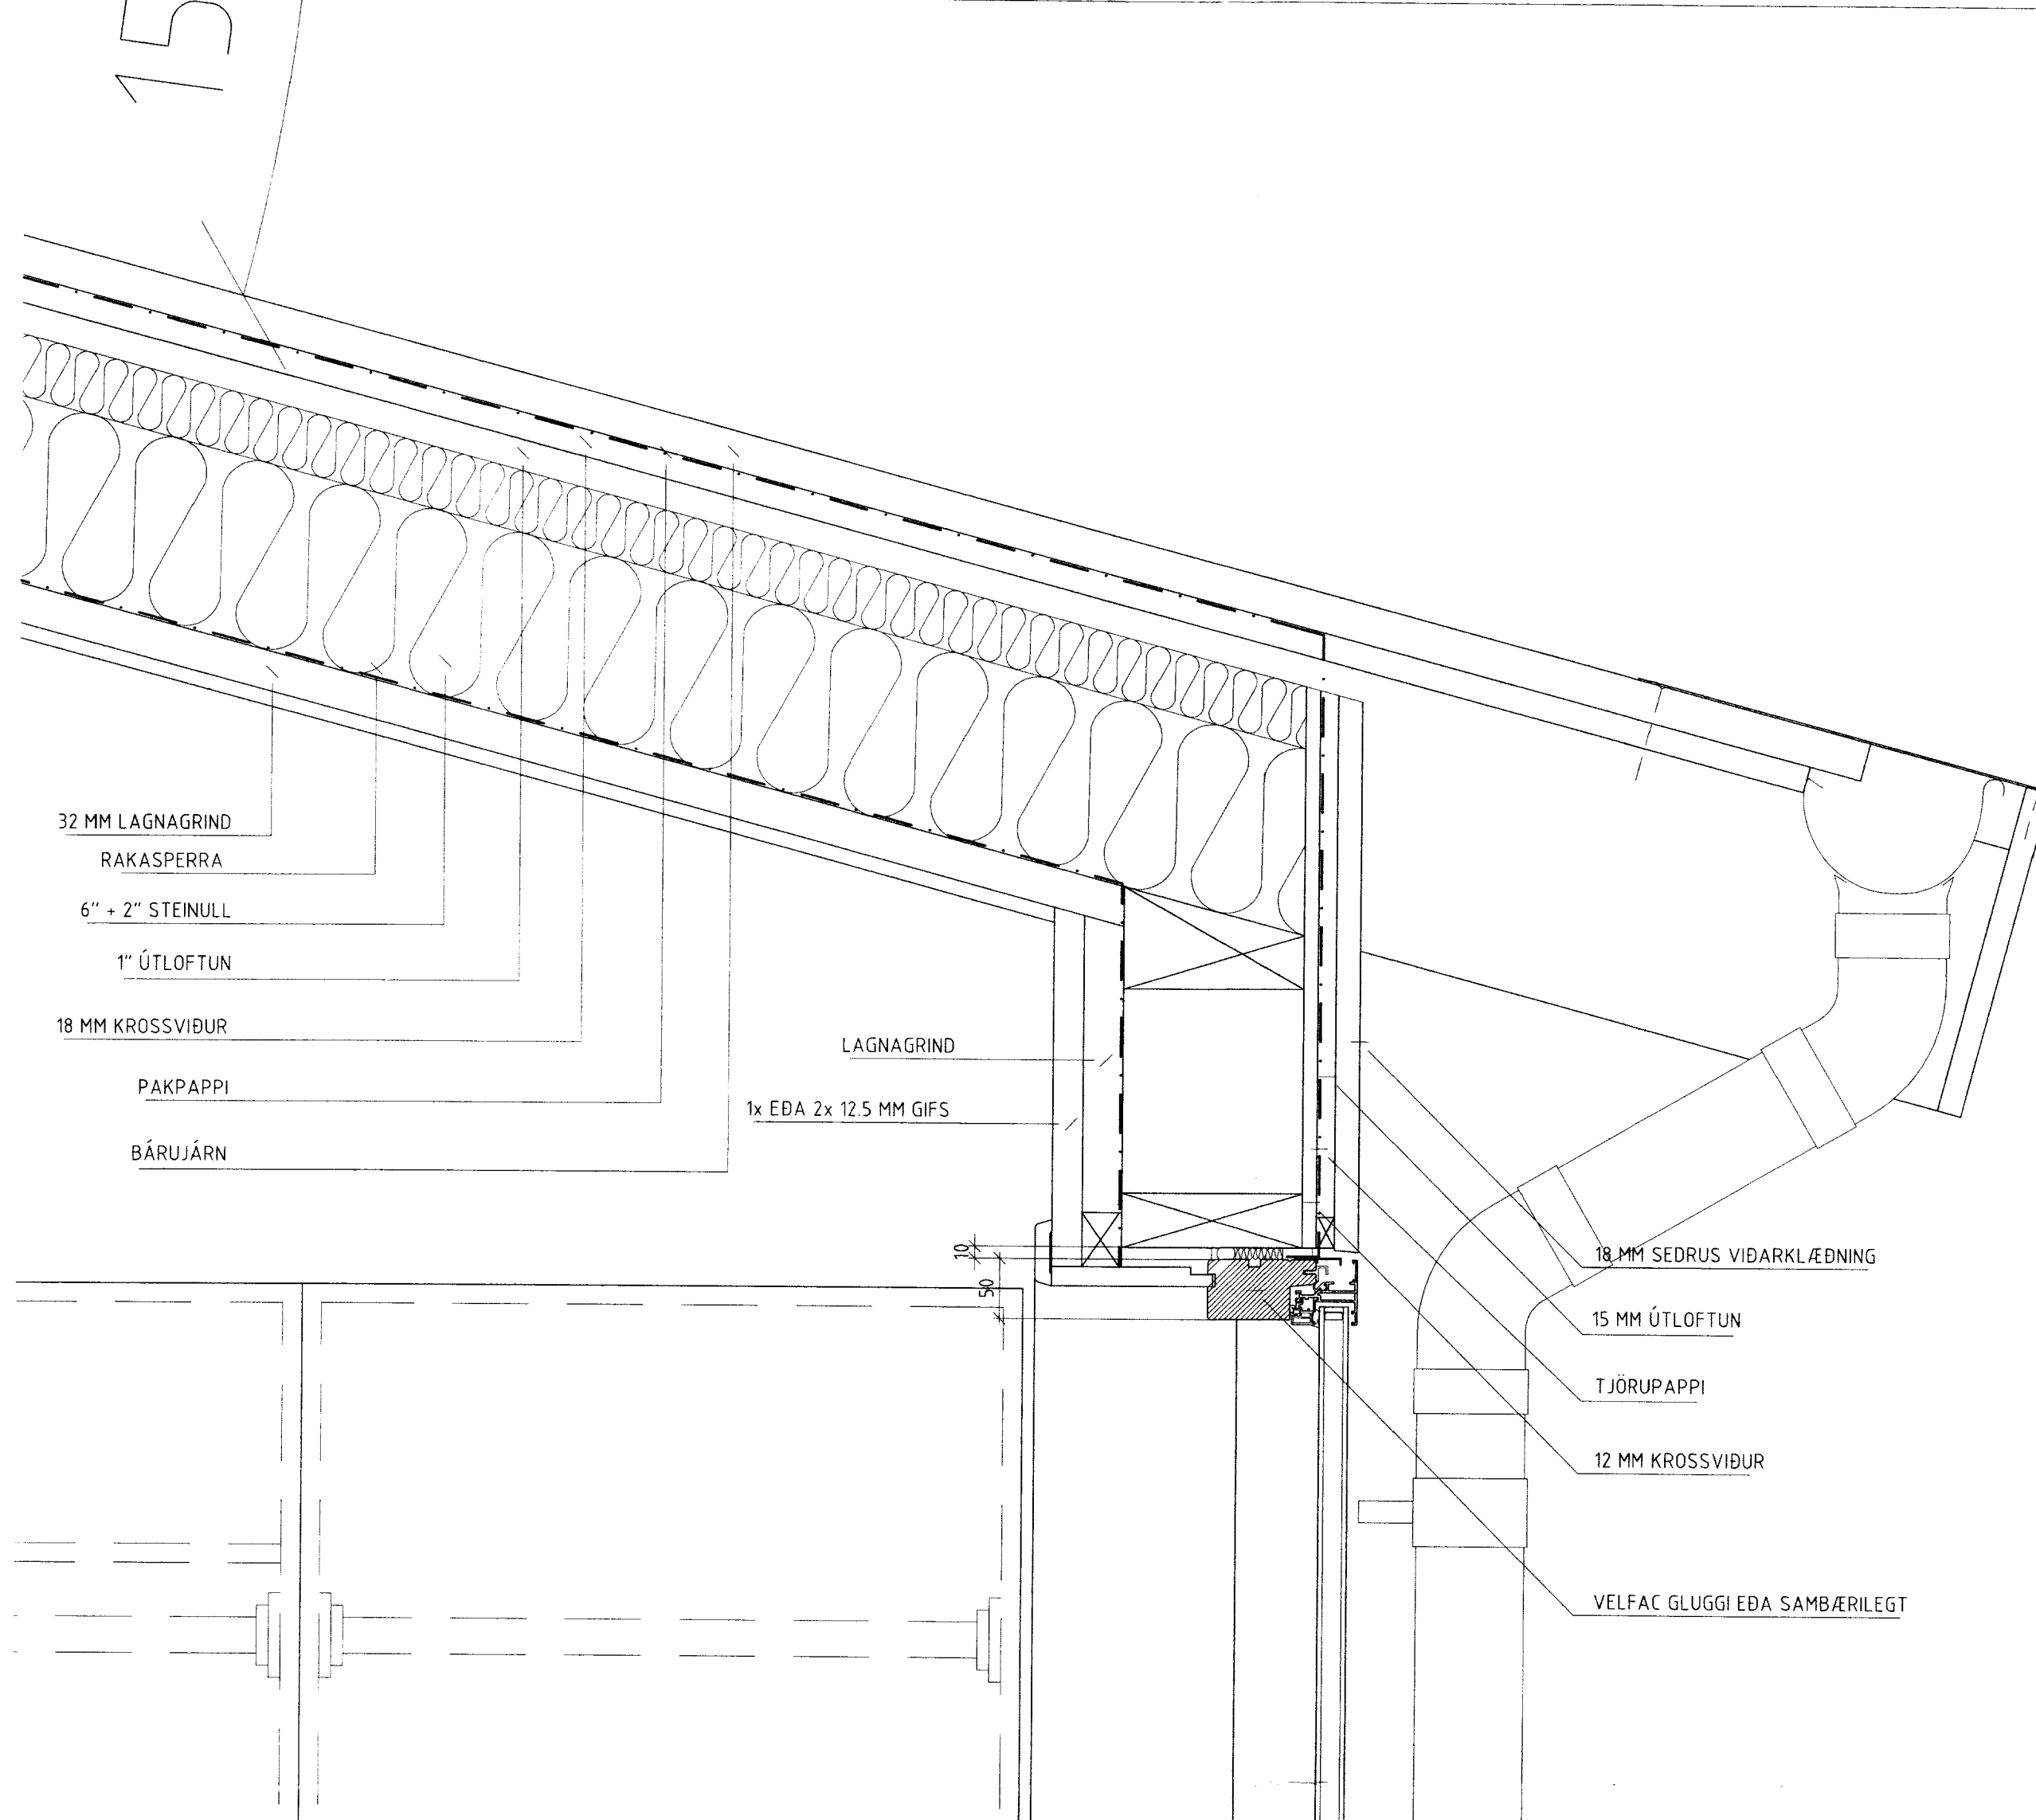 15
32 MM LAGNAGRIND
RAKASPERRA
6" + 2" STEINULL
1" ÚTLOFTUN
18 MM KROSSVIÐUR
ÞAKPAPPI
BÁRUJÁRN
LAGNAGRIND
1x EÐA 2x 12.5 MM GIFS
10
50
18 MM SEDRUS VIÐARKLÆÐNING
15 MM ÚTLOFTUN
TJÖRUPAPPI
12 MM KROSSVIÐUR
VELFAC GLUGGI EÐA SAMBÆRILEGT